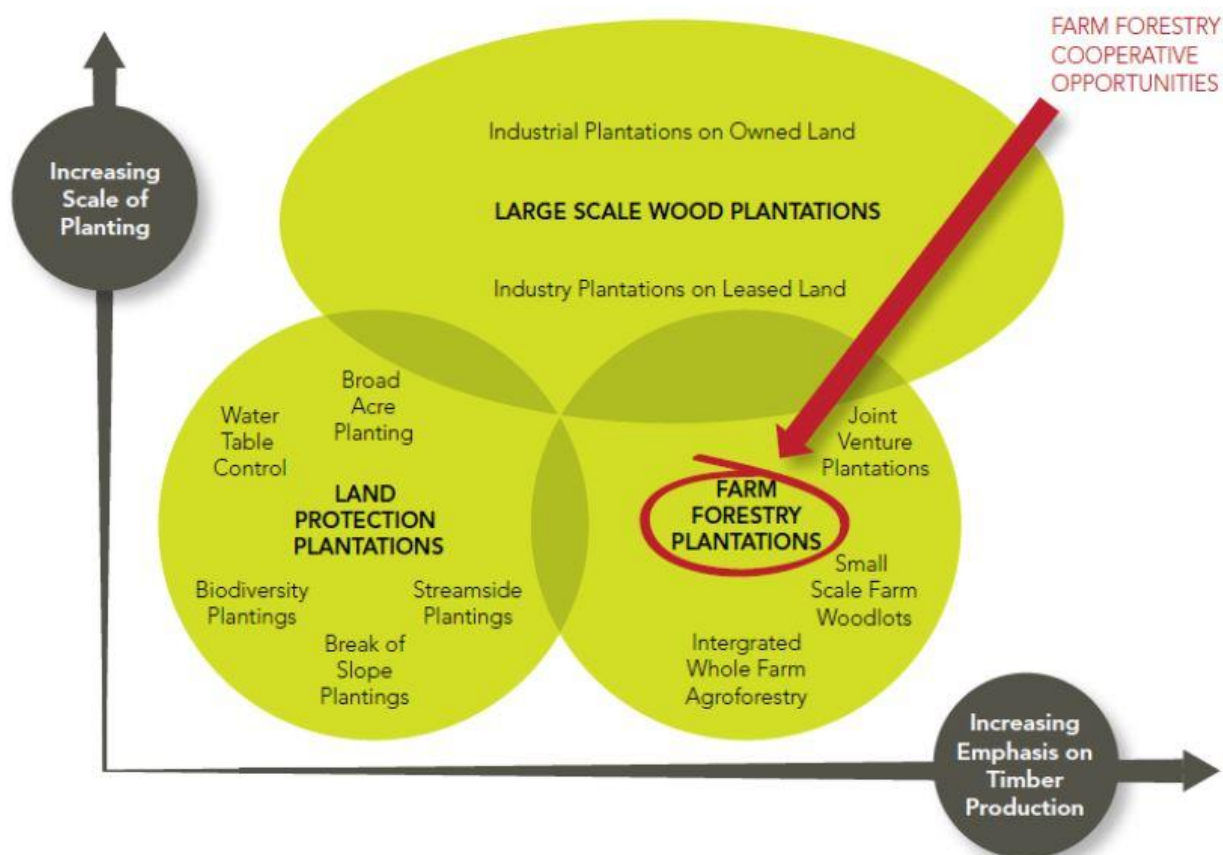 FARM FORESTRY
COOPERATIVE
OPPORTUNITIES
Increasing
Scale of
Planting
Industrial Plantations on Owned Land
LARGE SCALE WOOD PLANTATIONS
Industry Plantations on Leased Land
Water
Table
Control
Broad
Acre
Planting
LAND
PROTECTION
PLANTATIONS
Biodiversity
Plantings
Streamside
Plantings
Break of
Slope
Plantings
Joint
Venture
Plantations
FARM
FORESTRY
PLANTATIONS
Small
Scale Farm
Woodlots
Intergrated
Whole Farm
Agroforestry
Increasing
Emphasis on
Timber
Production